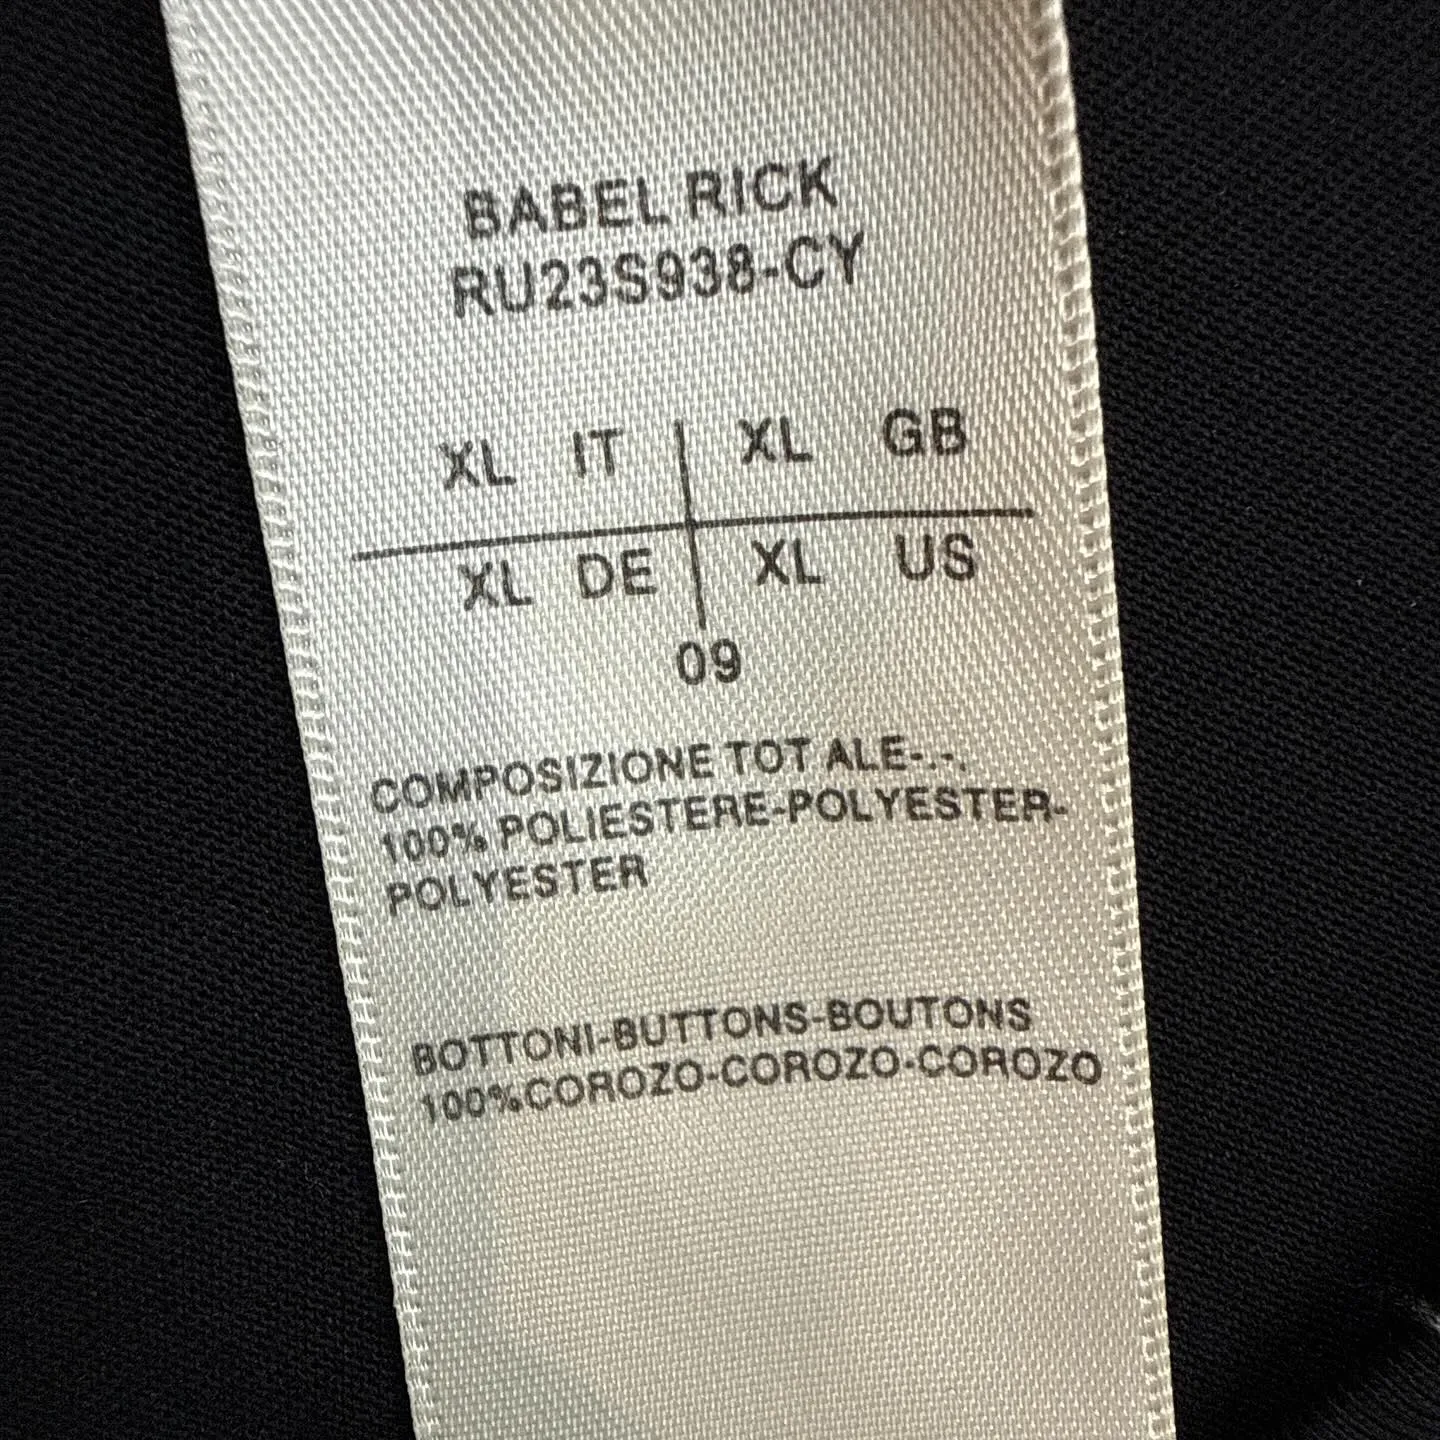 BABEL RICK
RU23S938-CY
XL IT XL GB
XL DE XL US
09
COMPOSIZIONE TOT ALE-.-.
100% POLIESTERE-POLYESTER-
POLYESTER
BOTTONI-BUTTONS-BOUTONS
100%COROZO-COROZO-COROZO